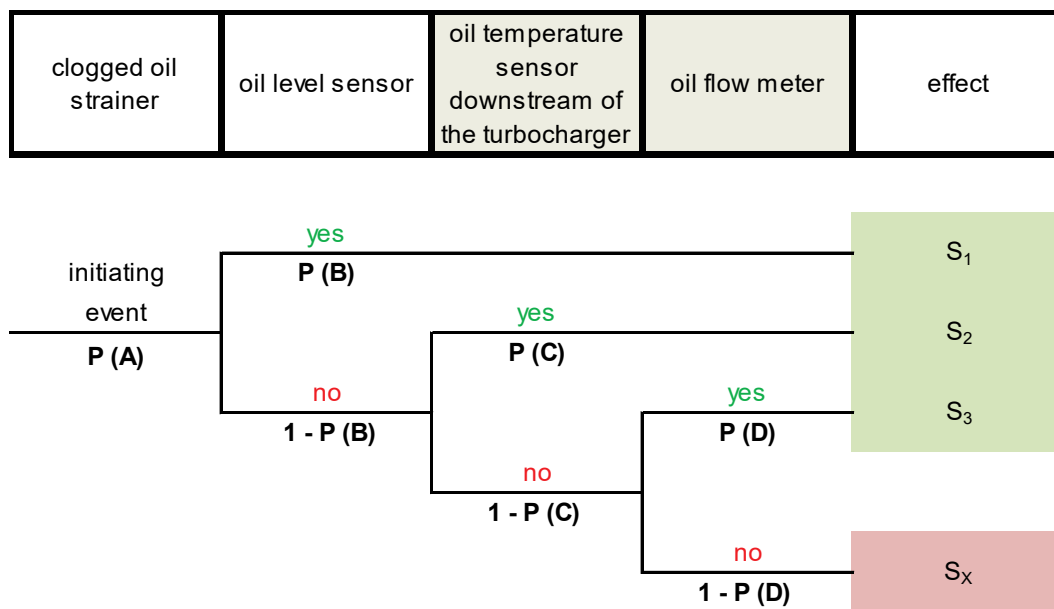 clogged oil
strainer
oil level sensor
oil temperature
sensor
downstream of
the turbocharger
oil flow meter
effect
initiating
event
P (A)
yes
P (B)
S₁
yes
P (C)
S₂
no
1 - P (B)
yes
P (D)
S₃
no
1 - P (C)
no
1 - P (D)
Sₓ